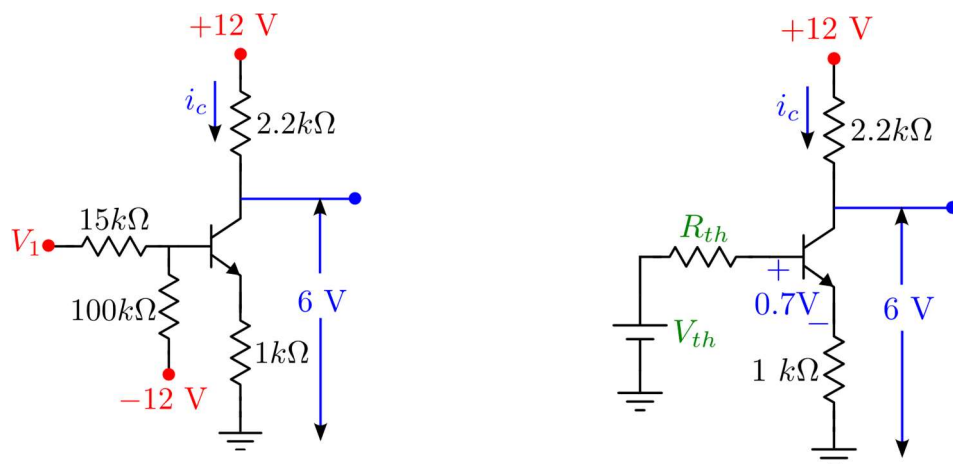 +12 V
i_c
2.2kΩ
15kΩ
V_1
100kΩ
6 V
1kΩ
−12 V
+12 V
i_c
2.2kΩ
R_th
+
0.7V
−
6 V
V_th
1 kΩ